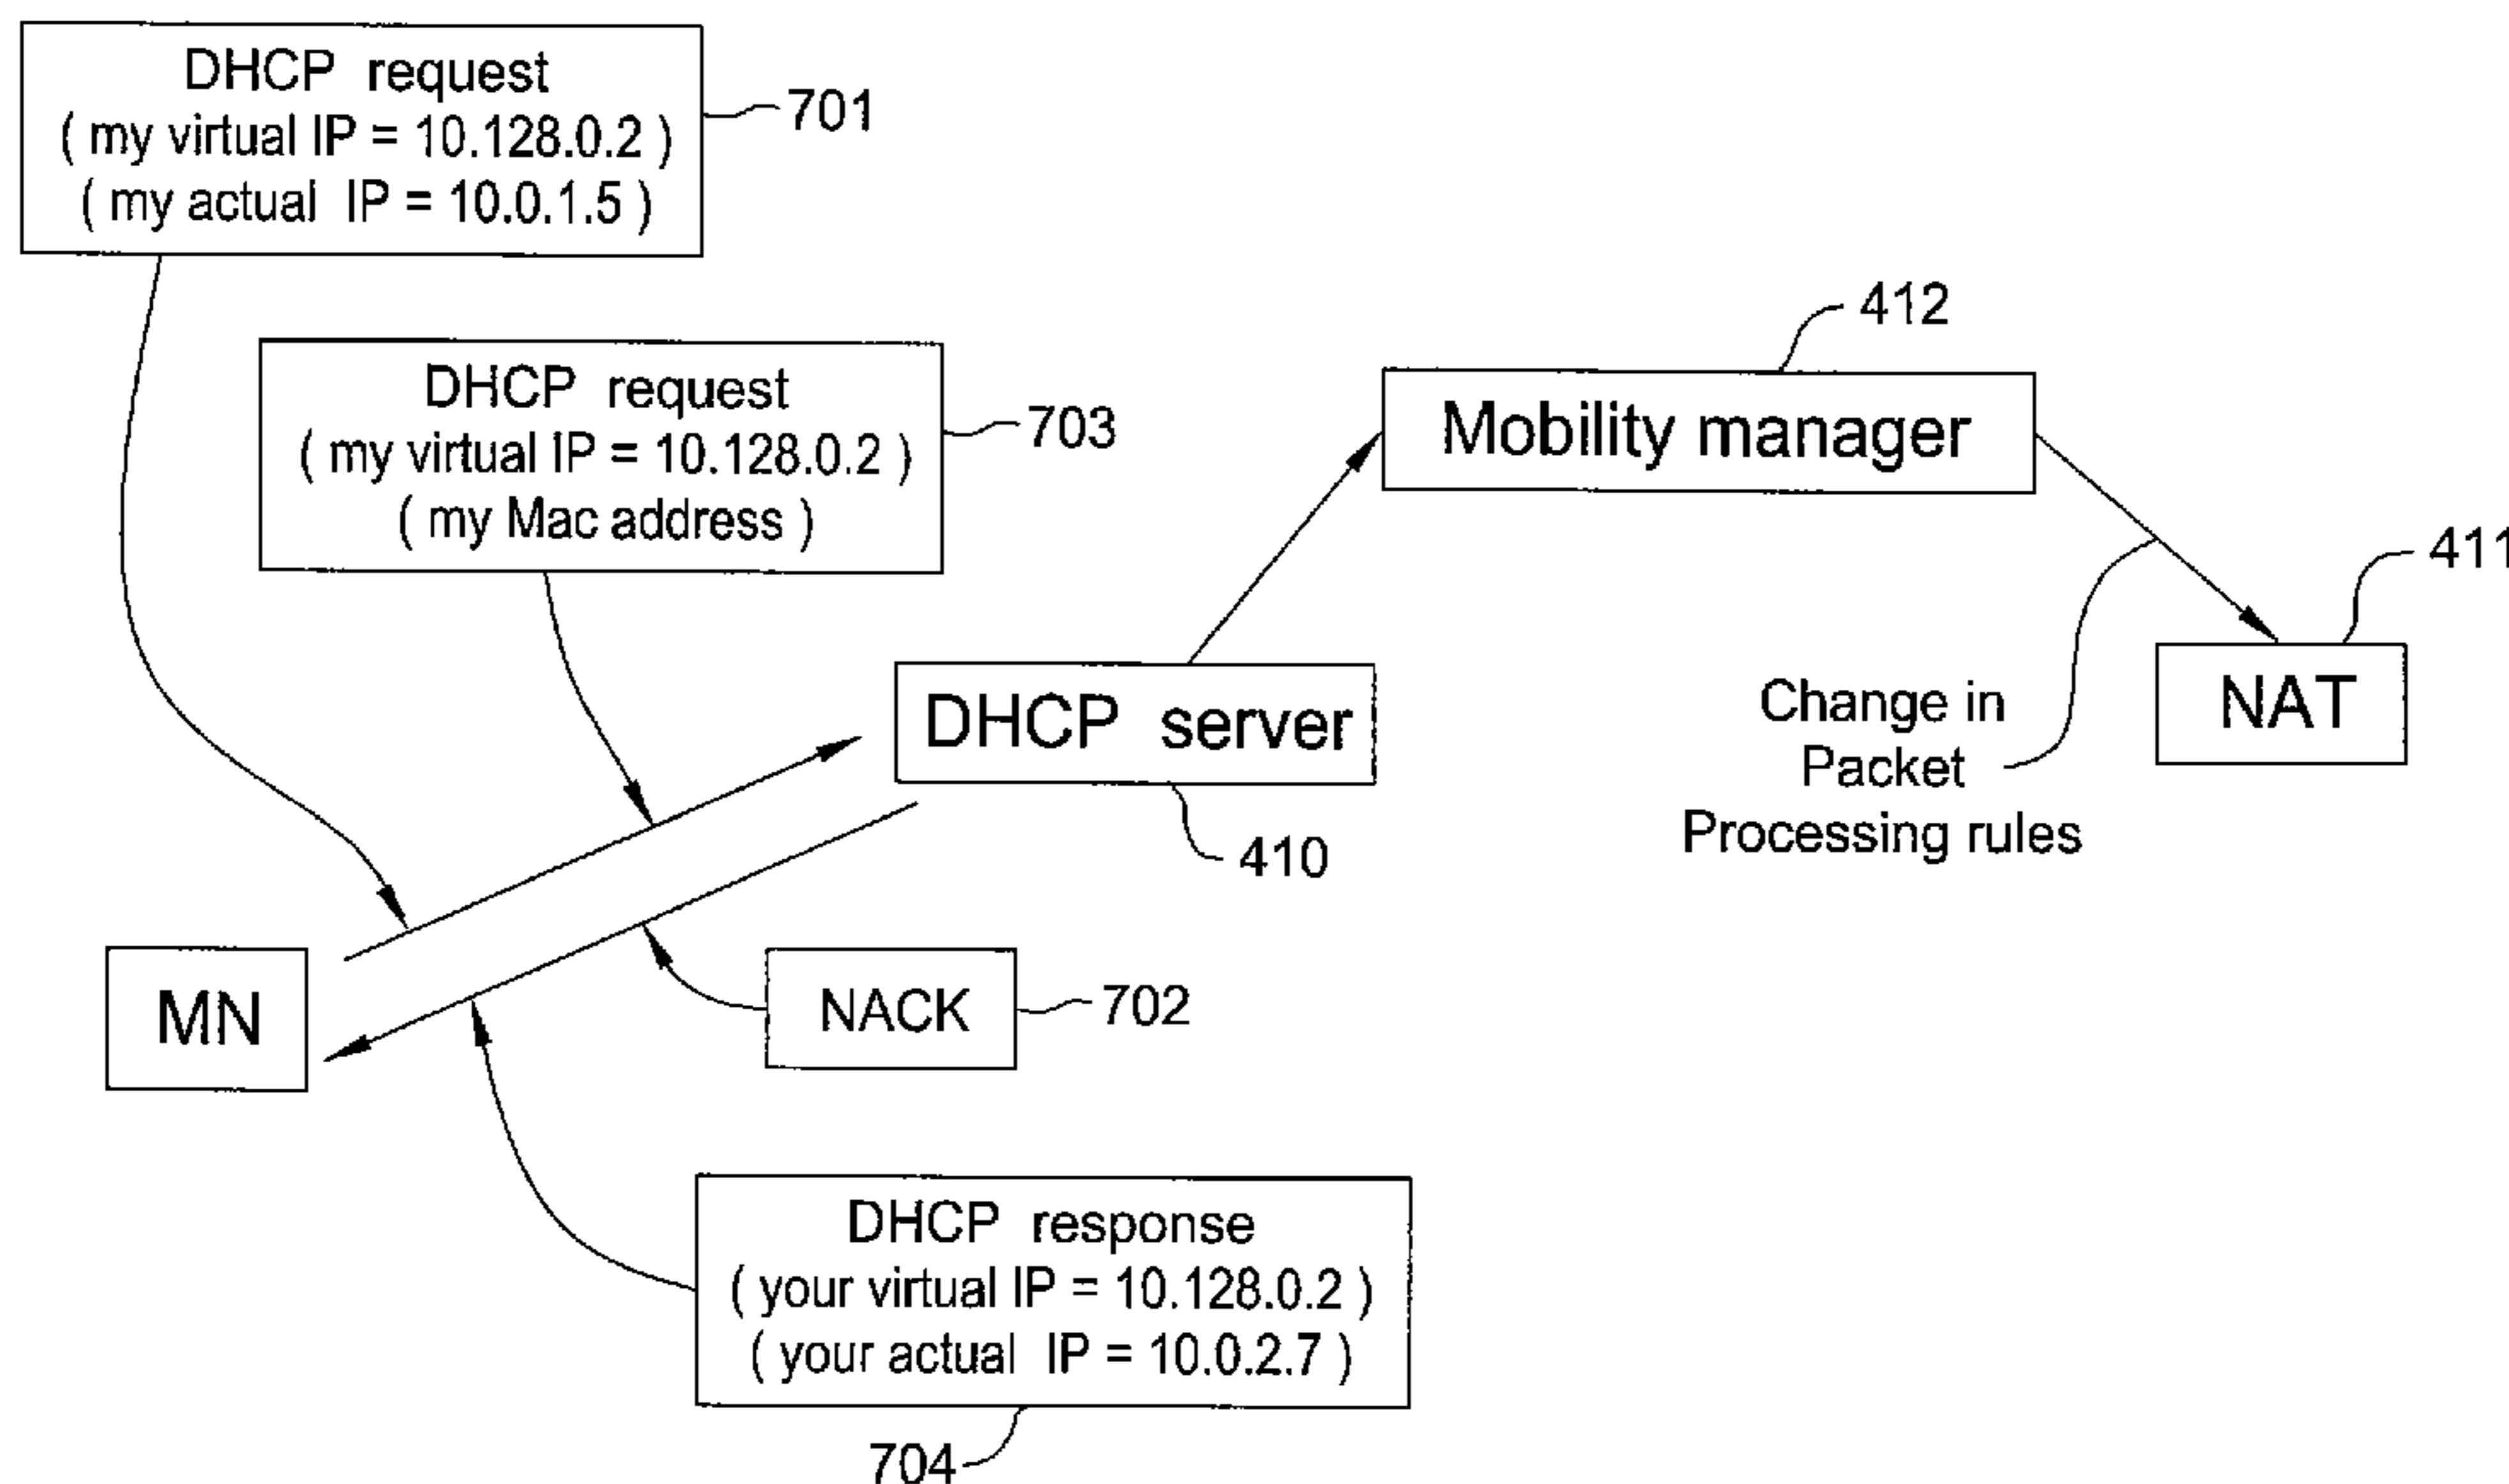 DHCP request
( my virtual IP = 10.128.0.2 )
( my actual IP = 10.0.1.5 )
701
DHCP request
( my virtual IP = 10.128.0.2 )
( my Mac address )
703
412
Mobility manager
411
NAT
Change in
Packet
Processing rules
DHCP server
410
MN
NACK
702
DHCP response
( your virtual IP = 10.128.0.2 )
( your actual IP = 10.0.2.7 )
704